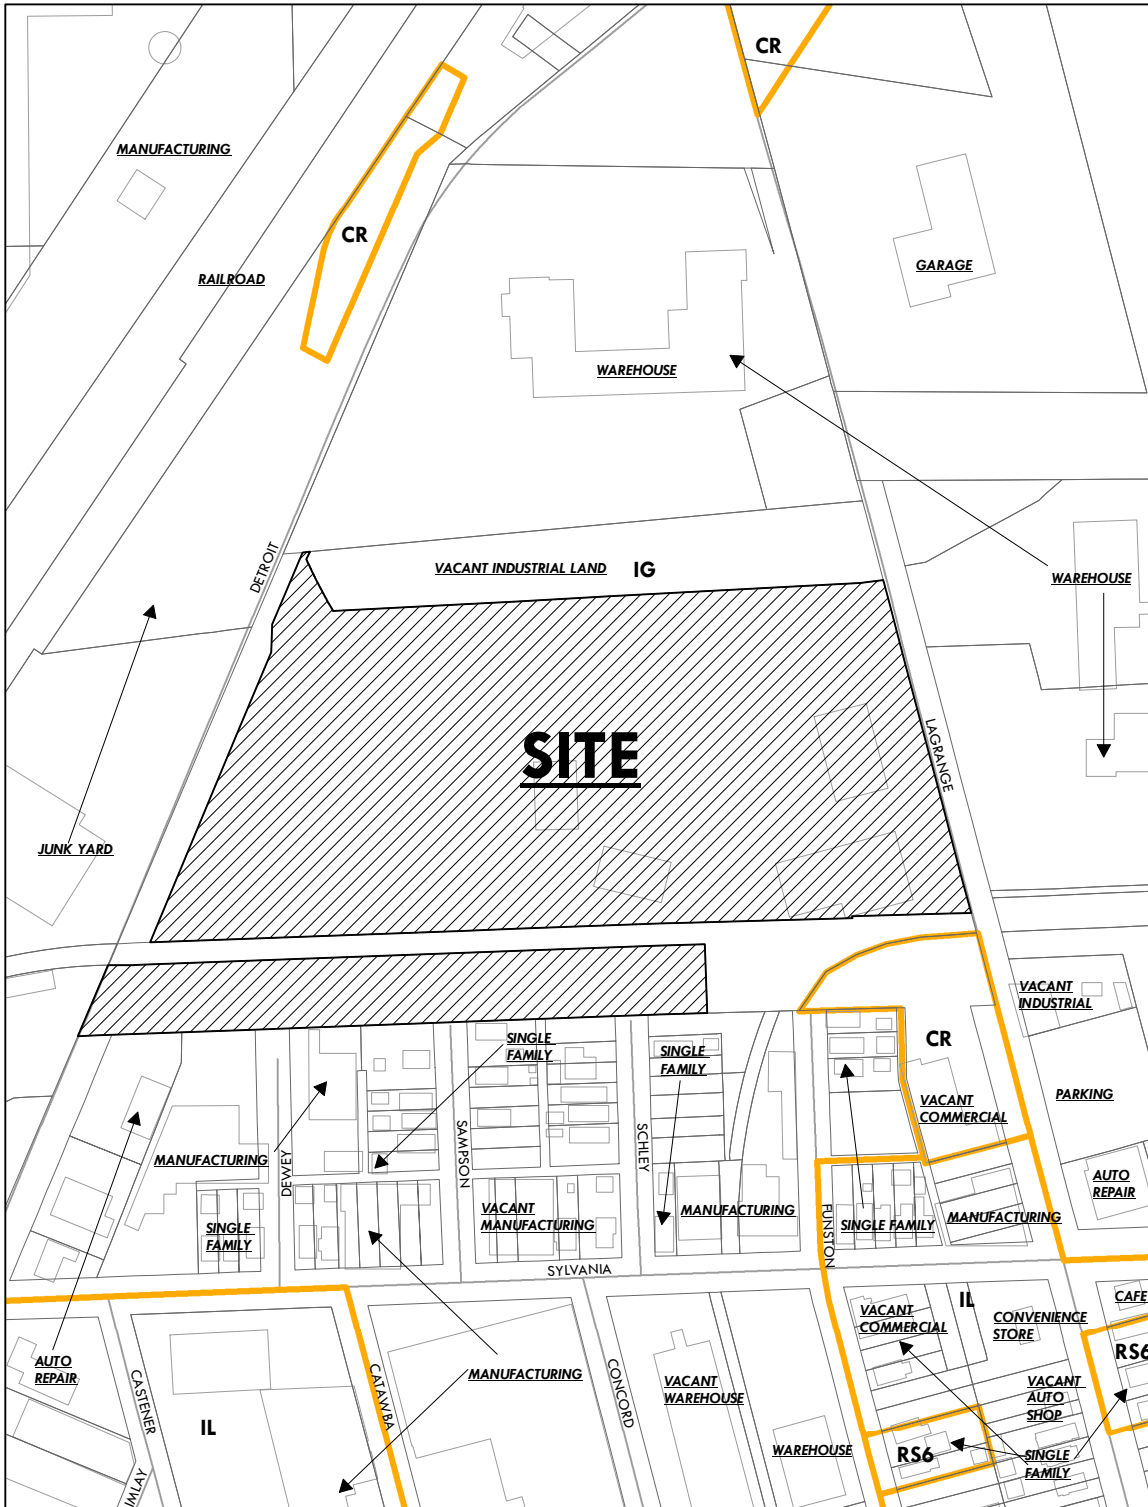 CR
MANUFACTURING
CR
RAILROAD
GARAGE
WAREHOUSE
DETROIT
VACANT INDUSTRIAL LAND
IG
WAREHOUSE
SITE
LAGRANGE
JUNK YARD
VACANT
INDUSTRIAL
SINGLE
FAMILY
SINGLE
FAMILY
CR
VACANT
COMMERCIAL
PARKING
MANUFACTURING
DEWEY
SAMPSON
SCHLEY
AUTO
REPAIR
SINGLE
FAMILY
VACANT
MANUFACTURING
MANUFACTURING
FUNSTON
SINGLE FAMILY
MANUFACTURING
SYLVANIA
VACANT
COMMERCIAL
IL
CONVENIENCE
STORE
CAFE
RS6
AUTO
REPAIR
CASTENER
CATAWBA
MANUFACTURING
CONCORD
VACANT
WAREHOUSE
VACANT
AUTO
SHOP
IL
WAREHOUSE
RS6
SINGLE
FAMILY
IMLAY